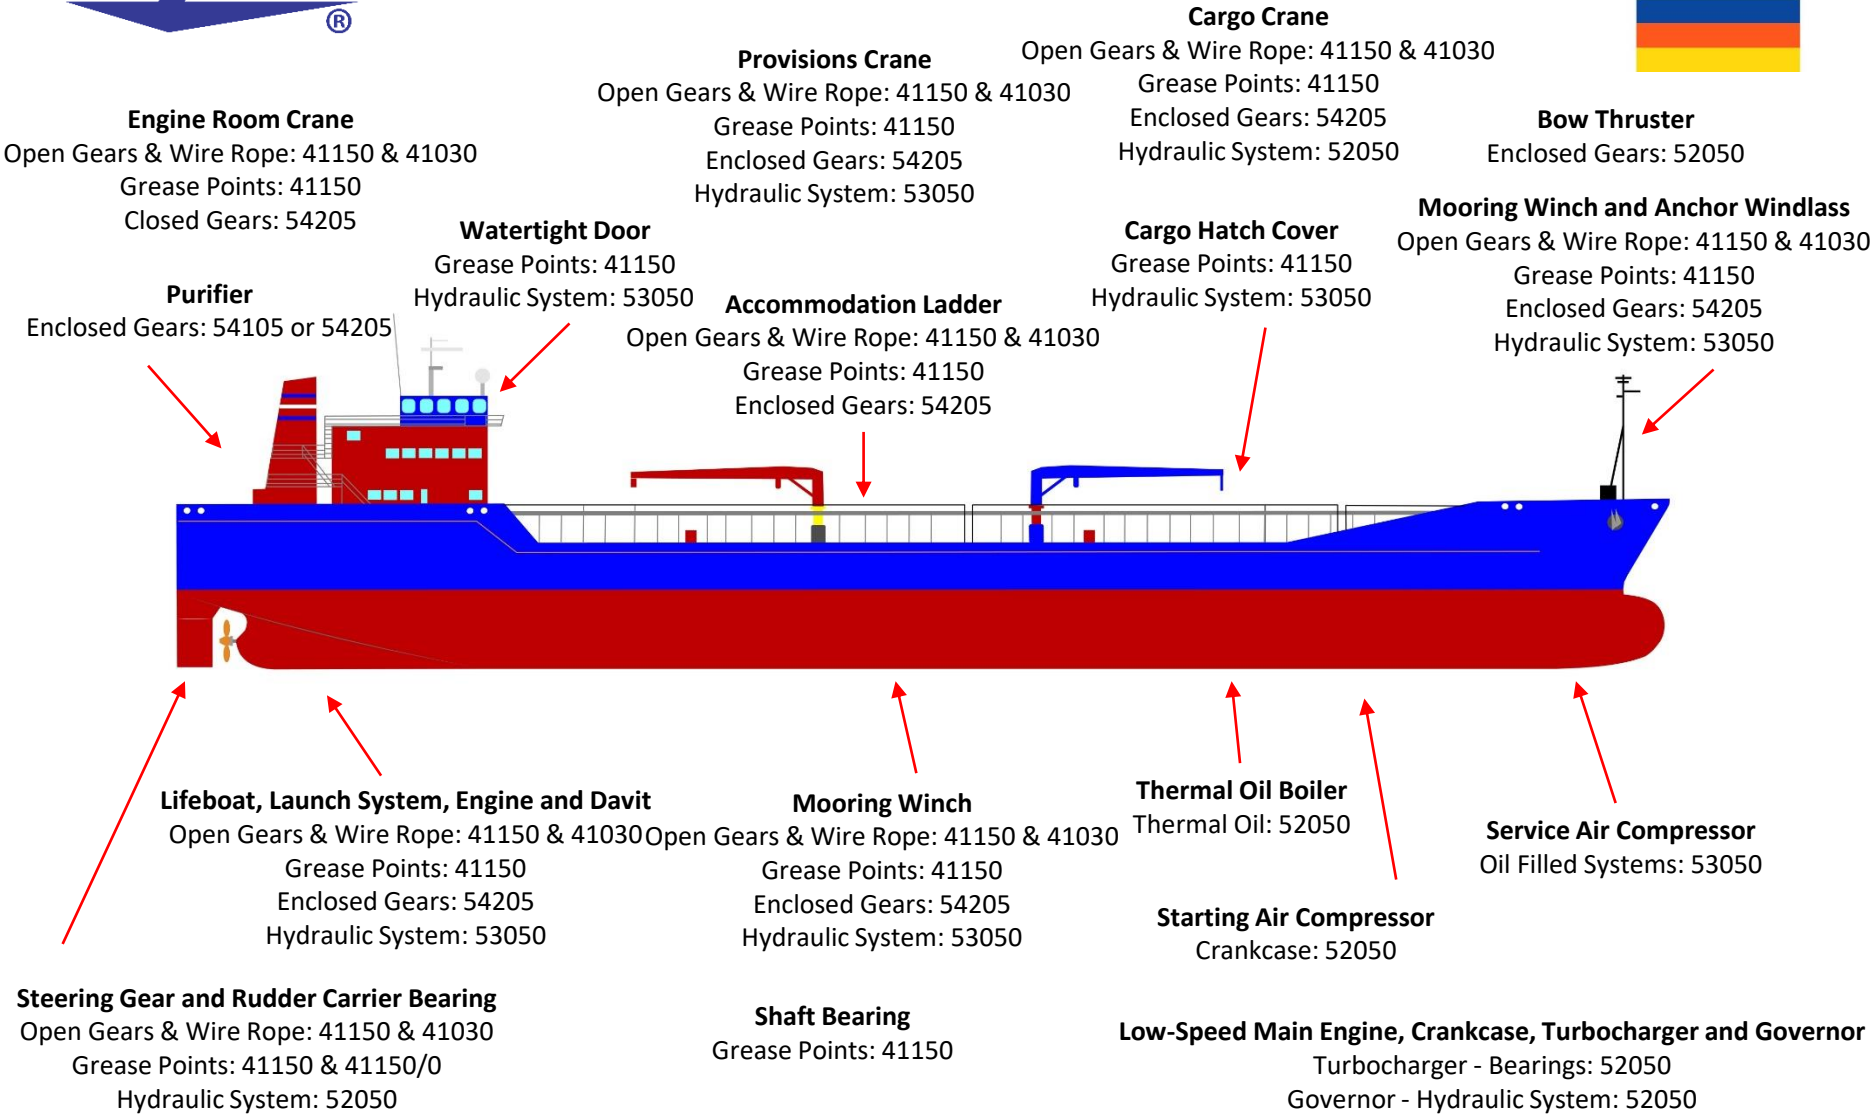 ®
Cargo Crane
Open Gears & Wire Rope: 41150 & 41030
Grease Points: 41150
Enclosed Gears: 54205
Hydraulic System: 52050
Provisions Crane
Open Gears & Wire Rope: 41150 & 41030
Grease Points: 41150
Enclosed Gears: 54205
Hydraulic System: 53050
Engine Room Crane
Open Gears & Wire Rope: 41150 & 41030
Grease Points: 41150
Closed Gears: 54205
Bow Thruster
Enclosed Gears: 52050
Mooring Winch and Anchor Windlass
Open Gears & Wire Rope: 41150 & 41030
Grease Points: 41150
Enclosed Gears: 54205
Hydraulic System: 53050
Watertight Door
Grease Points: 41150
Hydraulic System: 53050
Cargo Hatch Cover
Grease Points: 41150
Hydraulic System: 53050
Purifier
Enclosed Gears: 54105 or 54205
Accommodation Ladder
Open Gears & Wire Rope: 41150 & 41030
Grease Points: 41150
Enclosed Gears: 54205
Lifeboat, Launch System, Engine and Davit
Open Gears & Wire Rope: 41150 & 41030
Grease Points: 41150
Enclosed Gears: 54205
Hydraulic System: 53050
Mooring Winch
Open Gears & Wire Rope: 41150 & 41030
Grease Points: 41150
Enclosed Gears: 54205
Hydraulic System: 53050
Thermal Oil Boiler
Thermal Oil: 52050
Service Air Compressor
Oil Filled Systems: 53050
Starting Air Compressor
Crankcase: 52050
Steering Gear and Rudder Carrier Bearing
Open Gears & Wire Rope: 41150 & 41030
Grease Points: 41150 & 41150/0
Hydraulic System: 52050
Shaft Bearing
Grease Points: 41150
Low-Speed Main Engine, Crankcase, Turbocharger and Governor
Turbocharger - Bearings: 52050
Governor - Hydraulic System: 52050